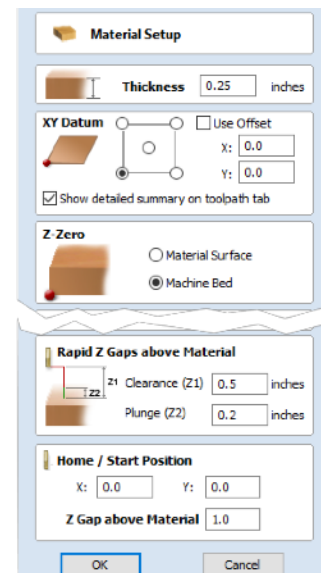 Material Setup
Thickness 0.25 inches
XY Datum Use Offset
X: 0.0
Y: 0.0
Show detailed summary on toolpath tab
Z-Zero
Material Surface
Machine Bed
Rapid Z Gaps above Material
Z1 Clearance (Z1) 0.5 inches
Z2 Plunge (Z2) 0.2 inches
Home / Start Position
X: 0.0 Y: 0.0
Z Gap above Material 1.0
OK Cancel